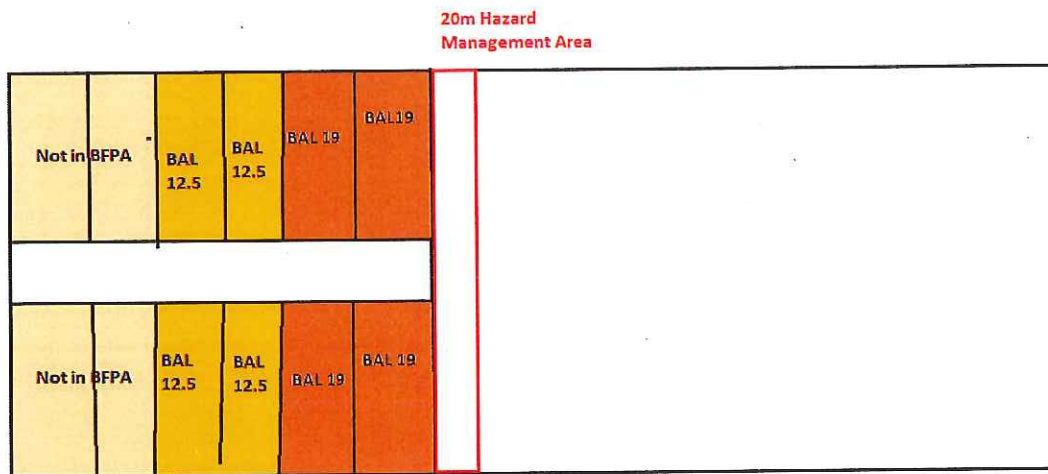 20m Hazard
Management Area
Not in BFPA
BAL
12.5
BAL
12.5
BAL 19
BAL19
Not in BFPA
BAL
12.5
BAL
12.5
BAL 19
BAL 19